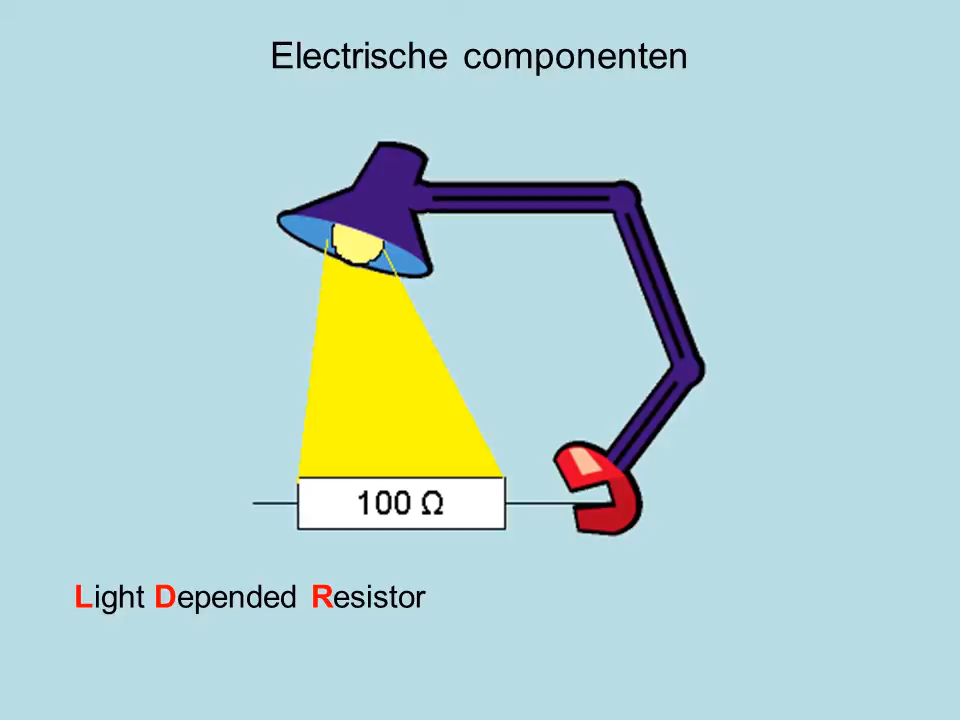 Electrische componenten
100 Ω
Light Depended Resistor